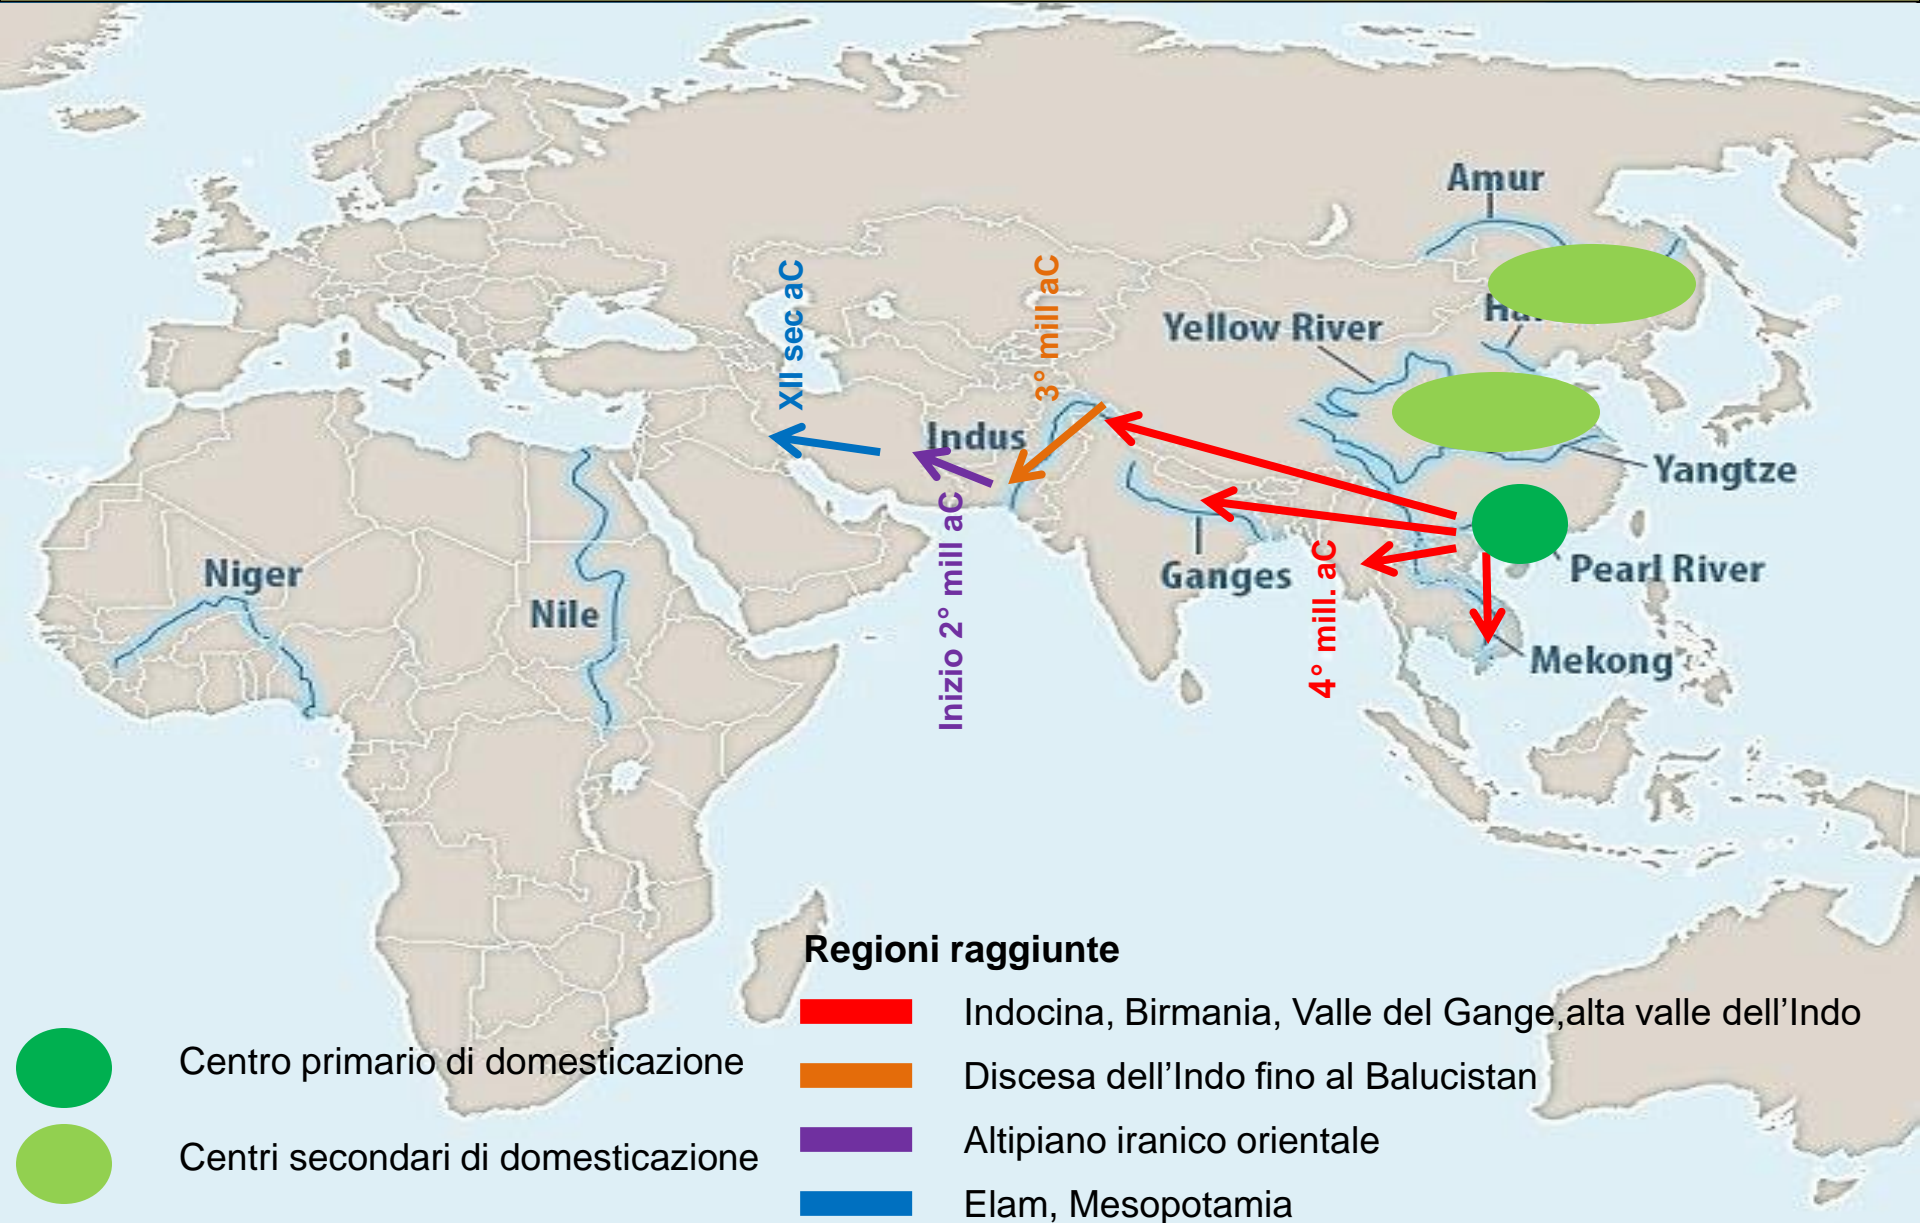 Amur
Ha
Yellow River
Yangtze
Pearl River
Mekong
Indus
Ganges
Niger
Nile
XII sec aC
3° mill aC
Inizio 2° mill aC
4° mill. aC
Regioni raggiunte
Indocina, Birmania, Valle del Gange,alta valle dell’Indo
Discesa dell’Indo fino al Balucistan
Altipiano iranico orientale
Elam, Mesopotamia
Centro primario di domesticazione
Centri secondari di domesticazione